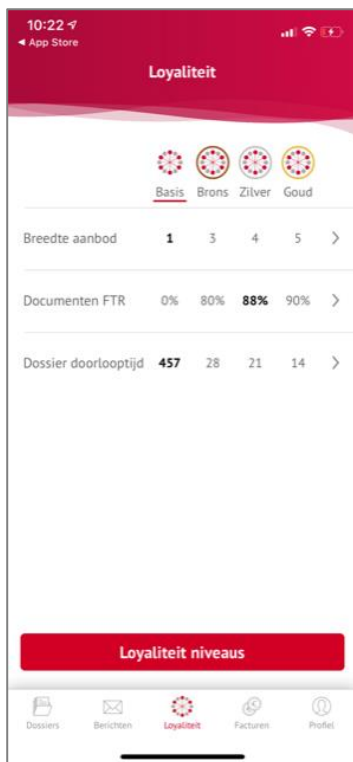 10:22
◀ App Store
Loyaliteit
Basis Brons Zilver Goud
Breedte aanbod 1 3 4 5
Documenten FTR 0% 80% 88% 90%
Dossier doorlooptijd 457 28 21 14
Loyaliteit niveaus
Dossiers Berichten Loyaliteit Facturen Profiel